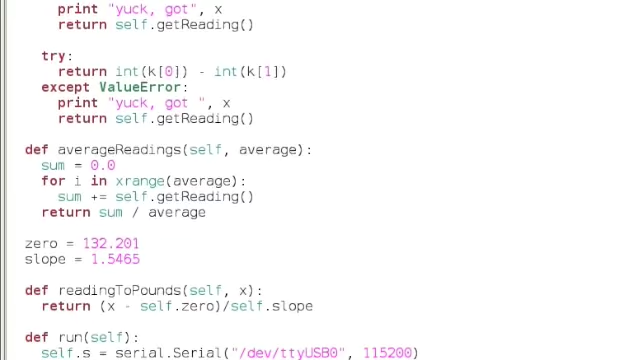 print "yuck, got", x
return self.getReading()
try:
return int(k[0]) - int(k[1])
except ValueError:
print "yuck, got ", x
return self.getReading()
def averageReadings(self, average):
sum = 0.0
for i in xrange(average):
sum += self.getReading()
return sum / average
zero = 132.201
slope = 1.5465
def readingToPounds(self, x):
return (x - self.zero)/self.slope
def run(self):
self.s = serial.Serial("/dev/ttyUSB0", 115200)